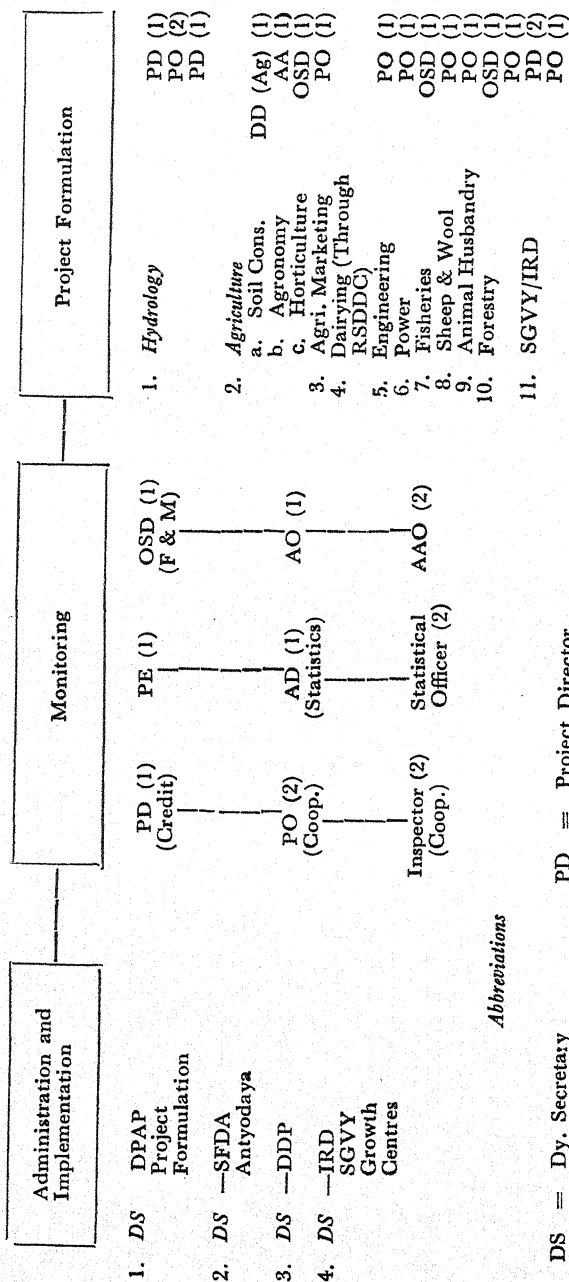 Administration and
Implementation
Monitoring
Project Formulation
1. DS DPAP
Project
Formulation
2. DS —SFDA
Antyodaya
3. DS —DDP
4. DS —IRD
SGVY
Growth
Centres
PD (1)
(Credit)
PO (2)
(Coop.)
Inspector (2)
(Coop.)
PE (1)
AD (1)
(Statistics)
Statistical
Officer (2)
OSD (1)
(F & M)
AO (1)
AAO (2)
1. Hydrology PD (1)
PO (2)
PD (1)
2. Agriculture
a. Soil Cons. DD (Ag) (1)
b. Agronomy AA (1)
c. Horticulture OSD (1)
3. Agri. Marketing PO (1)
4. Dairying (Through
RSDDC)
5. Engineering PO (1)
6. Power PO (1)
7. Fisheries OSD (1)
8. Sheep & Wool PO (1)
9. Animal Husbandry PO (1)
10. Forestry OSD (1)
PO (1)
11. SGVY/IRD PD (2)
PO (1)
Abbreviations
DS = Dy. Secretary PD = Project Director